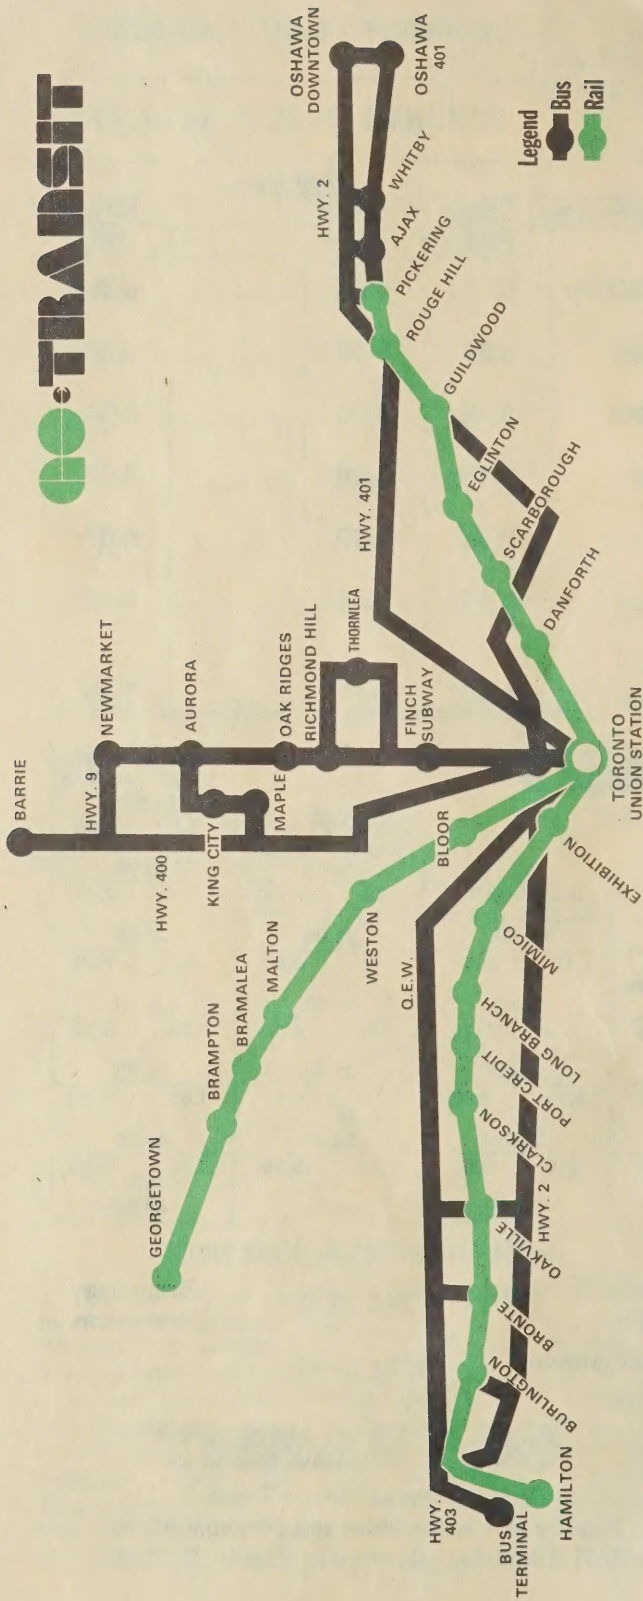 GO TRANSIT
BARRIE
HWY. 9
NEWMARKET
HWY. 400
AURORA
KING CITY
MAPLE
OAK RIDGES
RICHMOND HILL
THORNLEA
FINCH
SUBWAY
GEORGETOWN
BRAMPTON
BRAMALEA
MALTON
WESTON
BLOOR
HWY. 2
OSHAWA
DOWNTOWN
OSHAWA
401
WHITBY
AJAX
PICKERING
ROUGE HILL
GUILDWOOD
EGLINTON
SCARBOROUGH
DANFORTH
HWY. 401
Q.E.W.
TORONTO
UNION STATION
EXHIBITION
MIMICO
LONG BRANCH
PORT CREDIT
CLARKSON
OAKVILLE
HWY. 2
BRONTE
BURLINGTON
HWY.
403
BUS
TERMINAL
HAMILTON
Legend
Bus
Rail